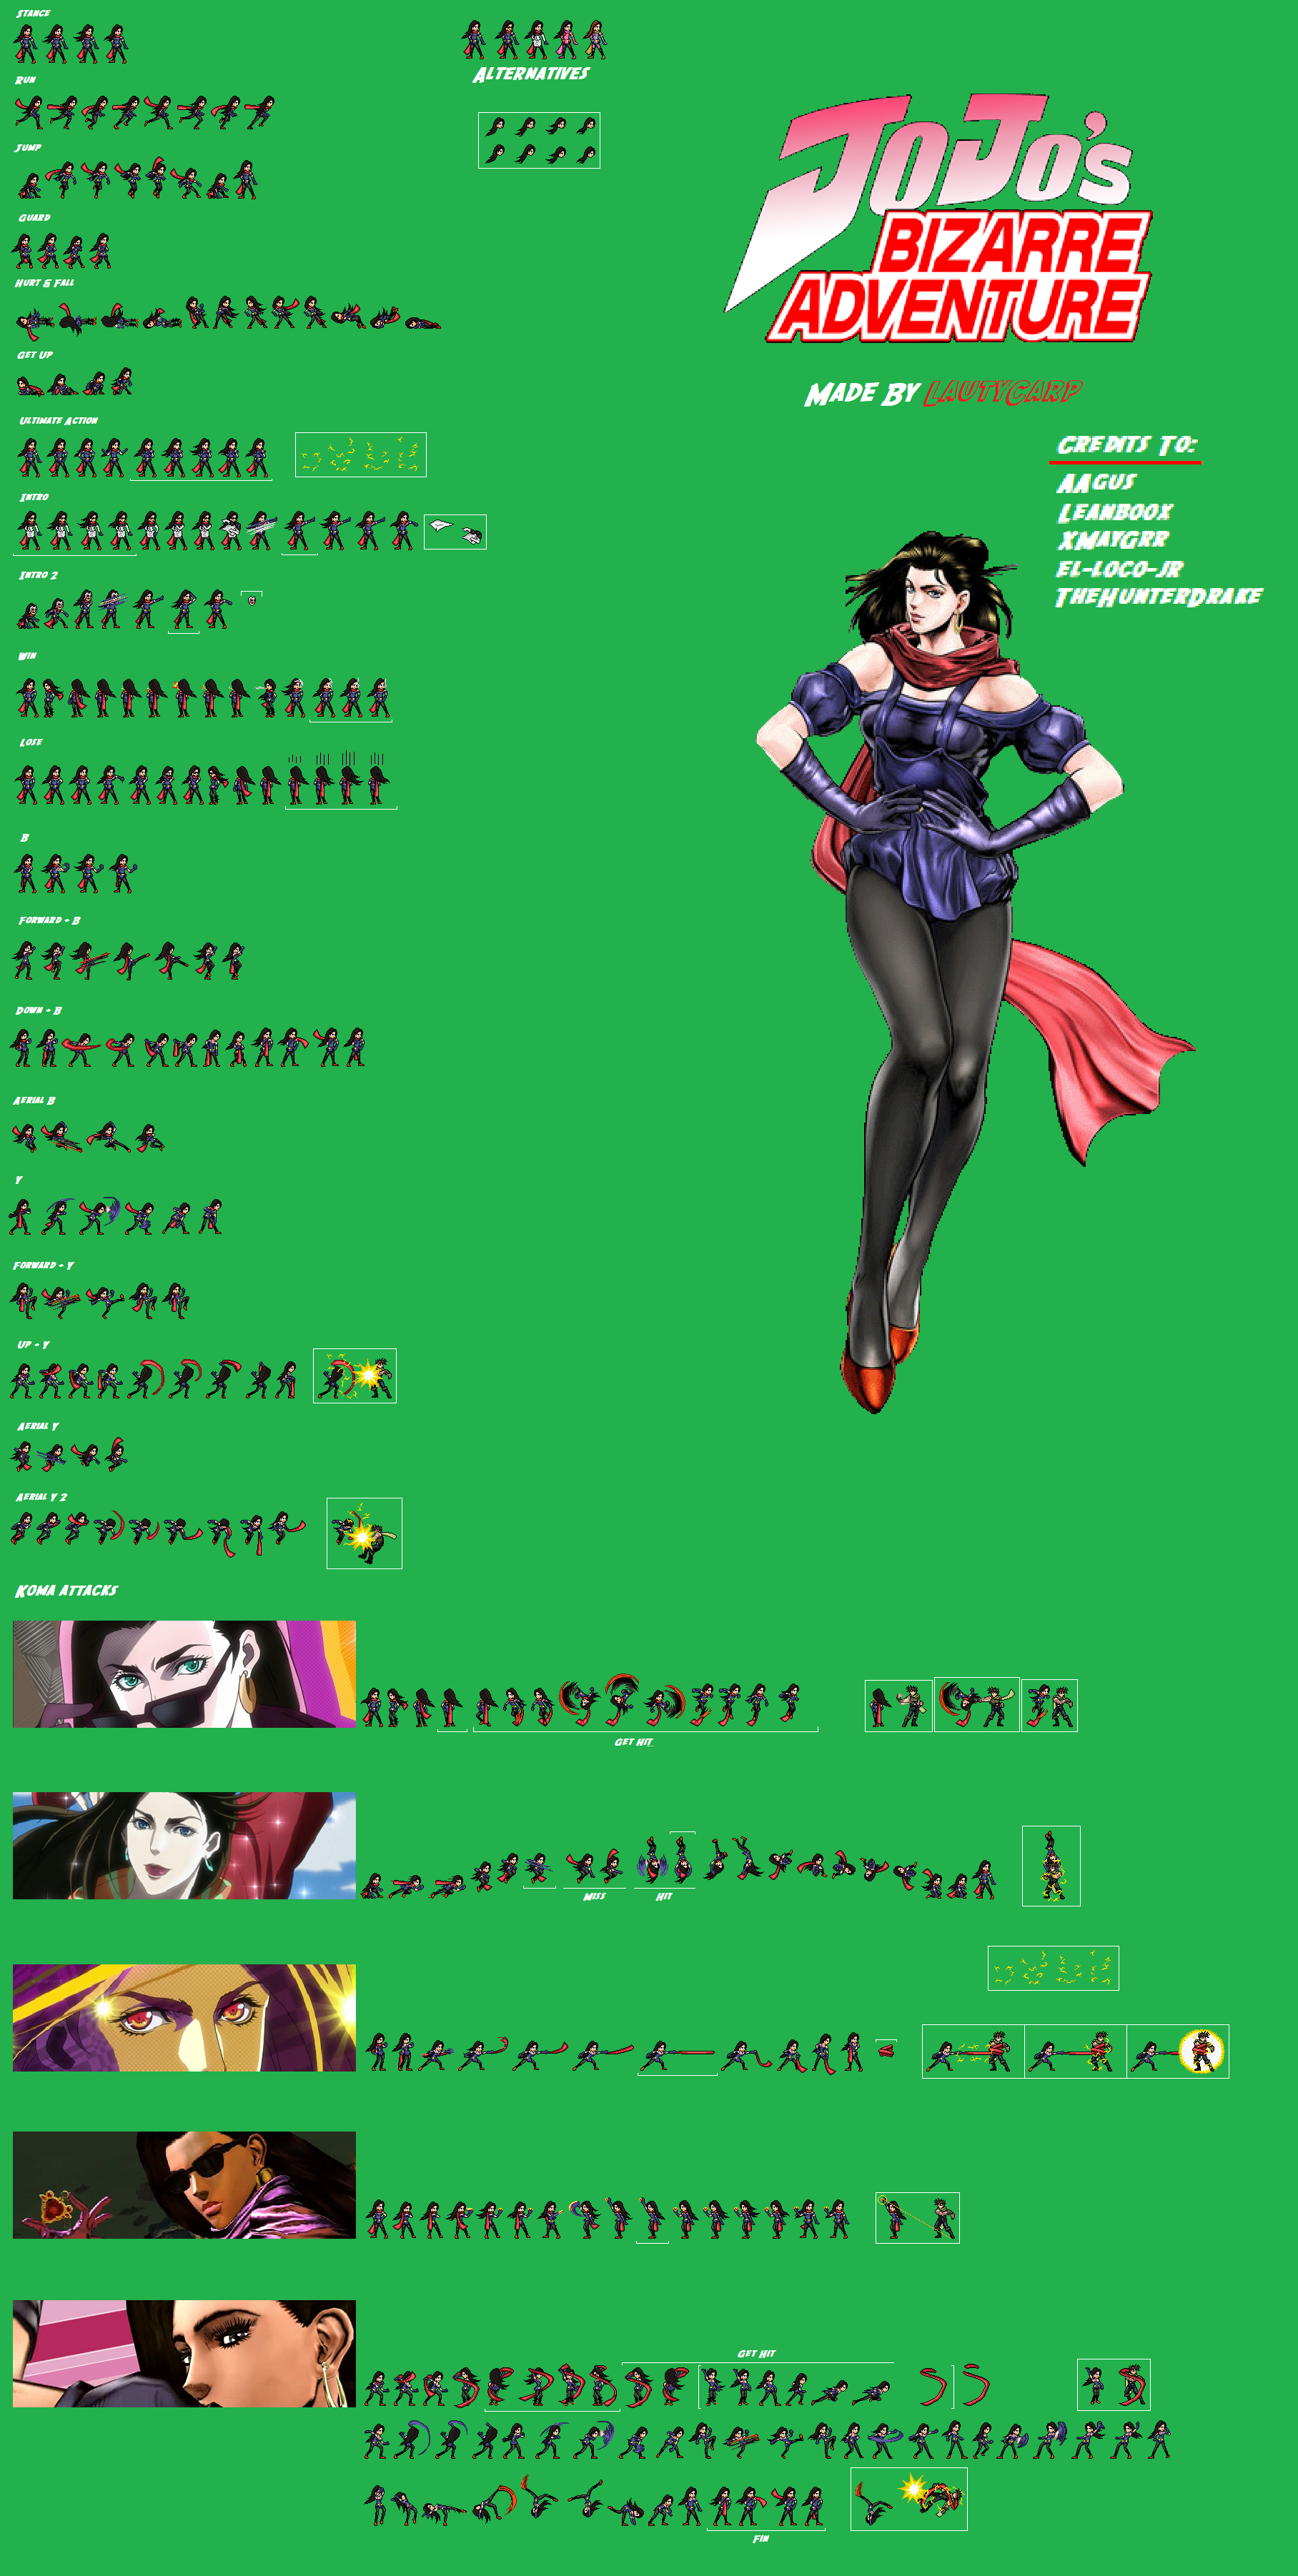 Stance
Alternatives
Run
Jump
Guard
Hurt & Fall
Get Up
Ultimate Action
Intro
Intro 2
Win
Lose
B
Forward + B
Down + B
Aerial B
Y
Forward + Y
Up + Y
Aerial Y
Aerial Y 2
JoJo's
BIZARRE
ADVENTURE
Made By LautyCarp
Credits To:
AAgus
Leanboox
XMayGrr
el-loco-jr
TheHunterDrake
Koma attacks
Get hit
Miss
Hit
Get hit
Fin